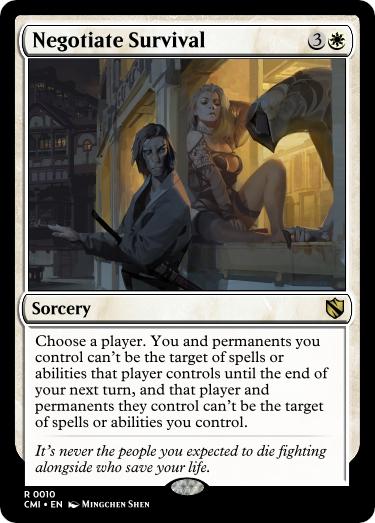 Negotiate Survival 3
Sorcery
Choose a player. You and permanents you
control can't be the target of spells or
abilities that player controls until the end of
your next turn, and that player and
permanents they control can't be the target
of spells or abilities you control.
It's never the people you expected to die fighting
alongside who save your life.
R 0010
CMI • EN Mingchen Shen